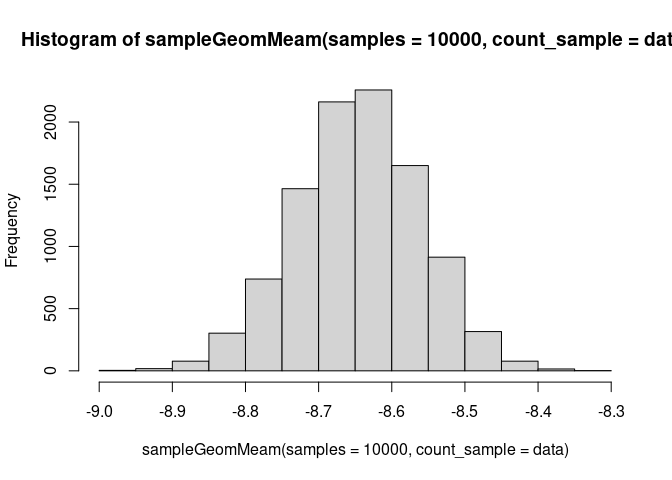 Histogram of sampleGeomMeam(samples = 10000, count_sample = dat
Frequency
2000
1500
1000
500
0
-9.0 -8.9 -8.8 -8.7 -8.6 -8.5 -8.4 -8.3
sampleGeomMeam(samples = 10000, count_sample = data)